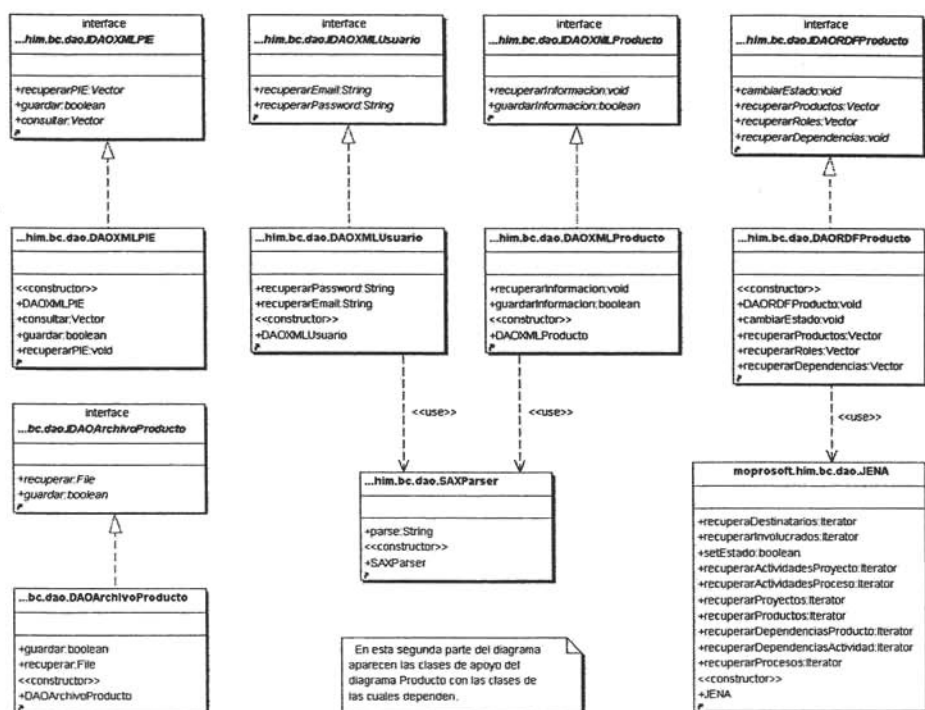 interface
...him.bc.dao.IDAOXMLPIE
+recuperarPIE:Vector
+guardar:boolean
+consultar:Vector
interface
...him.bc.dao.IDAOXMLUsuario
+recuperarEmail:String
+recuperarPassword:String
interface
...him.bc.dao.IDAOXMLProducto
+recuperarInformacion:void
+guardarInformacion:boolean
interface
...him.bc.dao.IDAORDFProducto
+cambiarEstado:void
+recuperarProductos:Vector
+recuperarRoles:Vector
+recuperarDependencias:void
...him.bc.dao.DAOXMLPIE
<<constructor>>
+DAOXMLPIE
+consultar:Vector
+guardar:boolean
+recuperarPIE:void
...him.bc.dao.DAOXMLUsuario
+recuperarPassword:String
+recuperarEmail:String
<<constructor>>
+DAOXMLUsuario
...him.bc.dao.DAOXMLProducto
+recuperarInformacion:void
+guardarInformacion:boolean
<<constructor>>
+DAOXMLProducto
...him.bc.dao.DAORDFProducto
<<constructor>>
+DAORDFProducto:void
+cambiarEstado:void
+recuperarProductos:Vector
+recuperarRoles:Vector
+recuperarDependencias:Vector
<<use>>
<<use>>
<<use>>
interface
...bc.dao.IDAOArchivoProducto
+recuperar:File
+guardar:boolean
...him.bc.dao.SAXParser
+parse:String
<<constructor>>
+SAXParser
moprosoft.him.bc.dao.JENA
+recuperaDestinatarios:Iterator
+recuperarInvolucrados:Iterator
+setEstado:boolean
+recuperarActividadesProyecto:Iterator
+recuperarActividadesProceso:Iterator
+recuperarProyectos:Iterator
+recuperarProductos:Iterator
+recuperarDependenciasProducto:Iterator
+recuperarDependenciasActividad:Iterator
+recuperarProcesos:Iterator
<<constructor>>
+JENA
...bc.dao.DAOArchivoProducto
+guardar:boolean
+recuperar:File
<<constructor>>
+DAOArchivoProducto
En esta segunda parte del diagrama
aparecen las clases de apoyo del
diagrama Producto con las clases de
las cuales dependen.